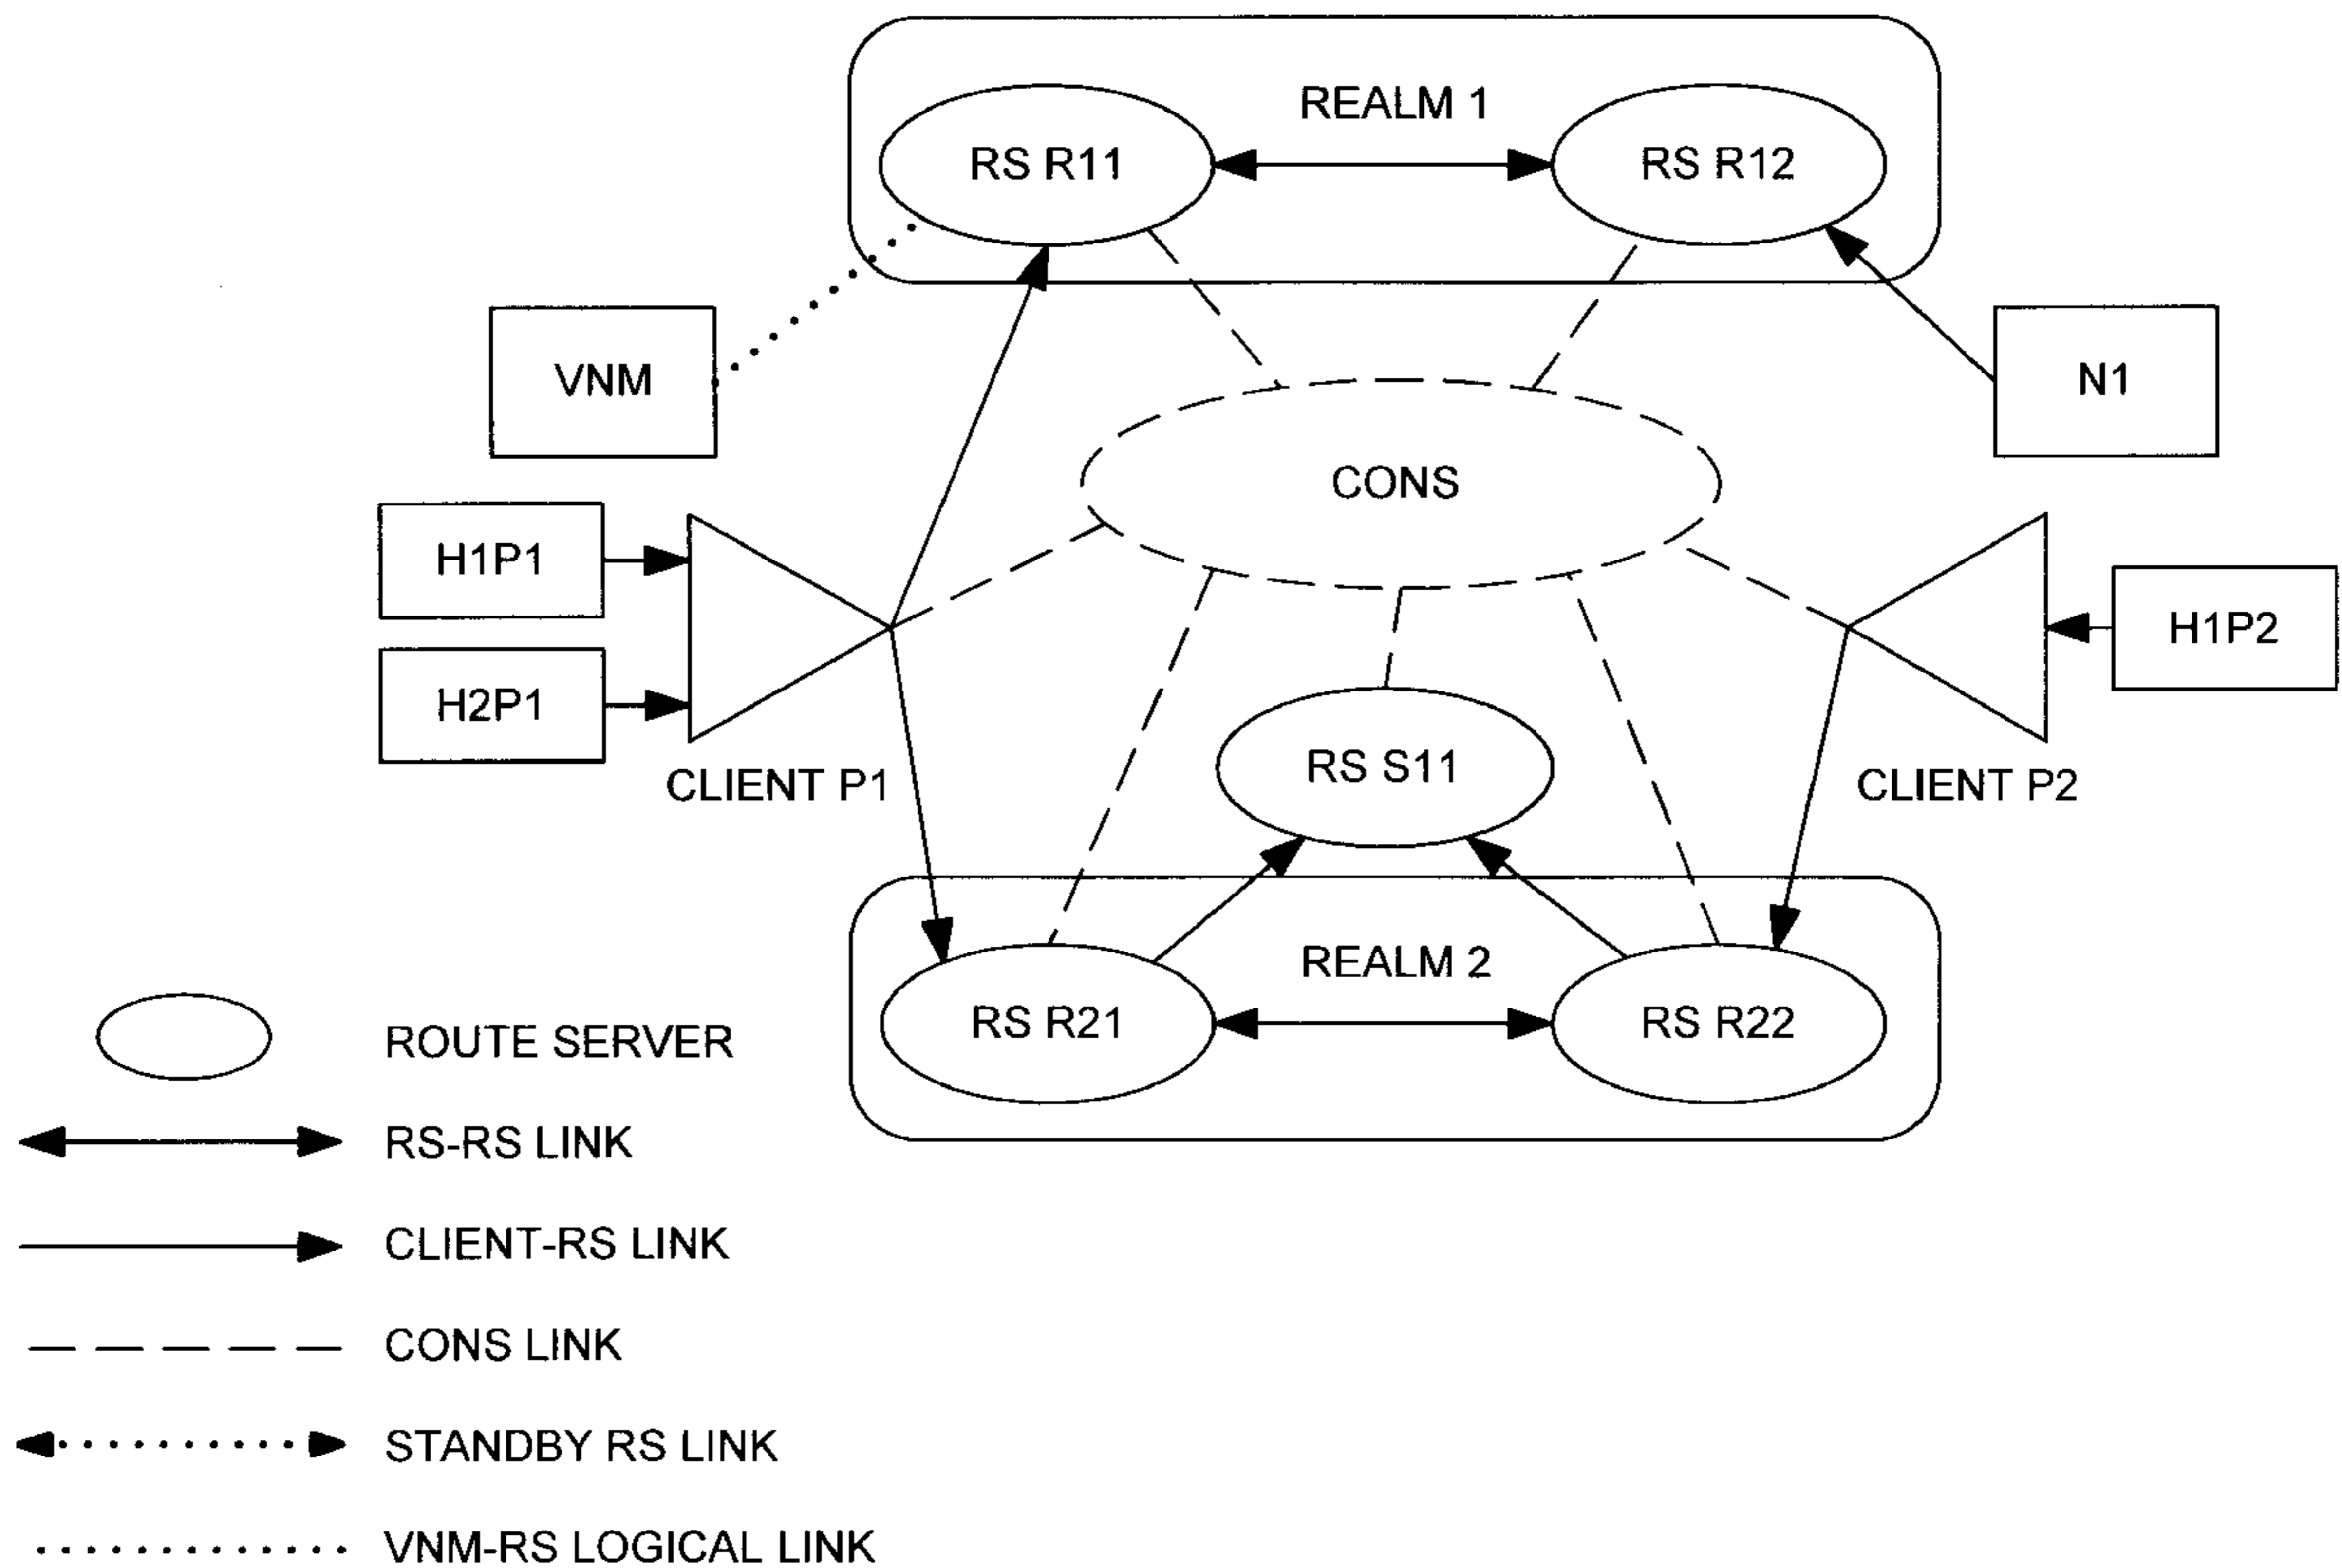 REALM 1
RS R11
RS R12
VNM
N1
CONS
H1P1
H1P2
H2P1
RS S11
CLIENT P1
CLIENT P2
REALM 2
RS R21
RS R22
ROUTE SERVER
RS-RS LINK
CLIENT-RS LINK
CONS LINK
STANDBY RS LINK
VNM-RS LOGICAL LINK